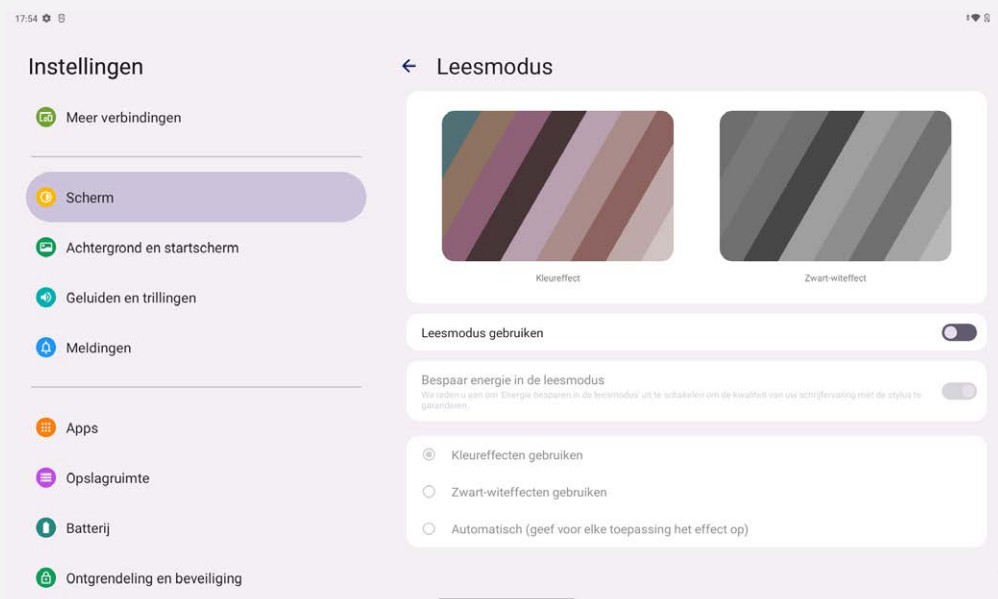 17:54
Instellingen
Meer verbindingen
Scherm
Achtergrond en startscherm
Geluiden en trillingen
Meldingen
Apps
Opslagruimte
Batterij
Ontgrendeling en beveiliging
Leesmodus
Kleureffect
Zwart-witeffect
Leesmodus gebruiken
Bespaar energie in de leesmodus
We raden u aan om 'Energie besparen in de leesmodus' uit te schakelen om de kwaliteit van uw schrijfervaring met de stylus te
garanderen.
Kleureffecten gebruiken
Zwart-witeffecten gebruiken
Automatisch (geef voor elke toepassing het effect op)